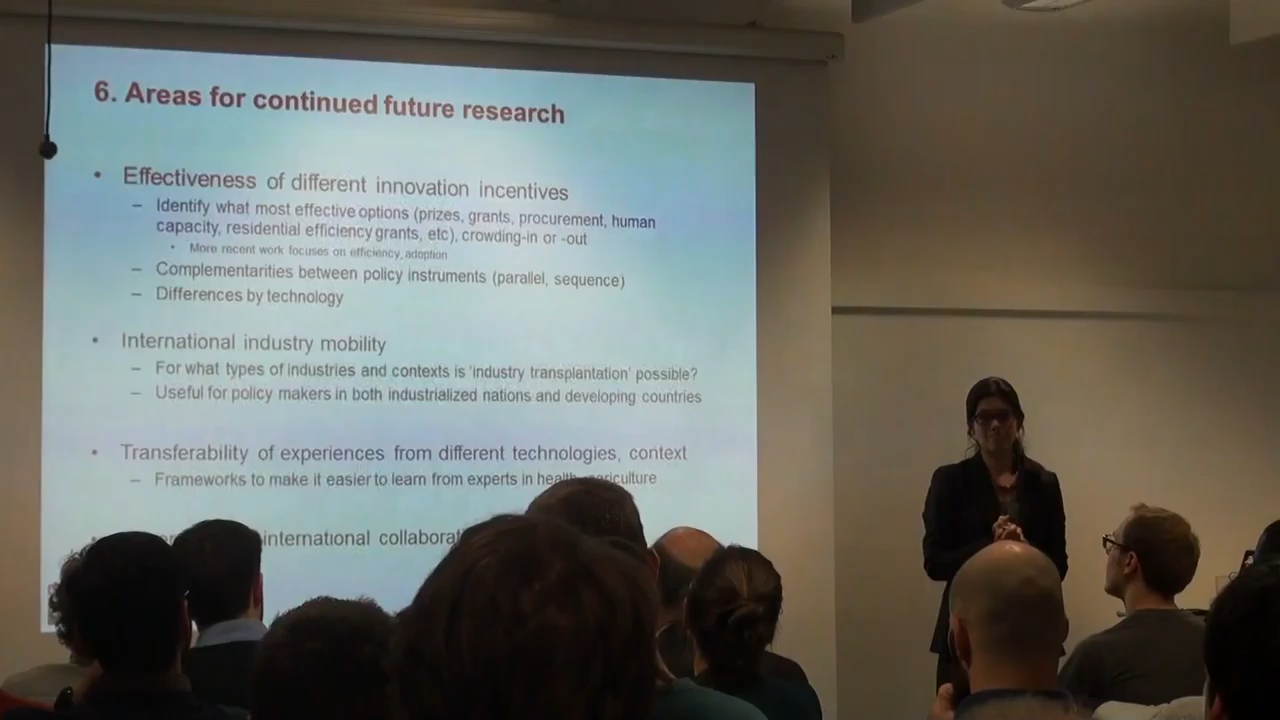 6. Areas for continued future research
• Effectiveness of different innovation incentives
– Identify what most effective options (prizes, grants, procurement, human
capacity, residential efficiency grants, etc), crowding-in or -out
• More recent work focuses on efficiency, adoption
– Complementarities between policy instruments (parallel, sequence)
– Differences by technology
• International industry mobility
– For what types of industries and contexts is 'industry transplantation' possible?
– Useful for policy makers in both industrialized nations and developing countries
• Transferability of experiences from different technologies, context
– Frameworks to make it easier to learn from experts in health, agriculture
international